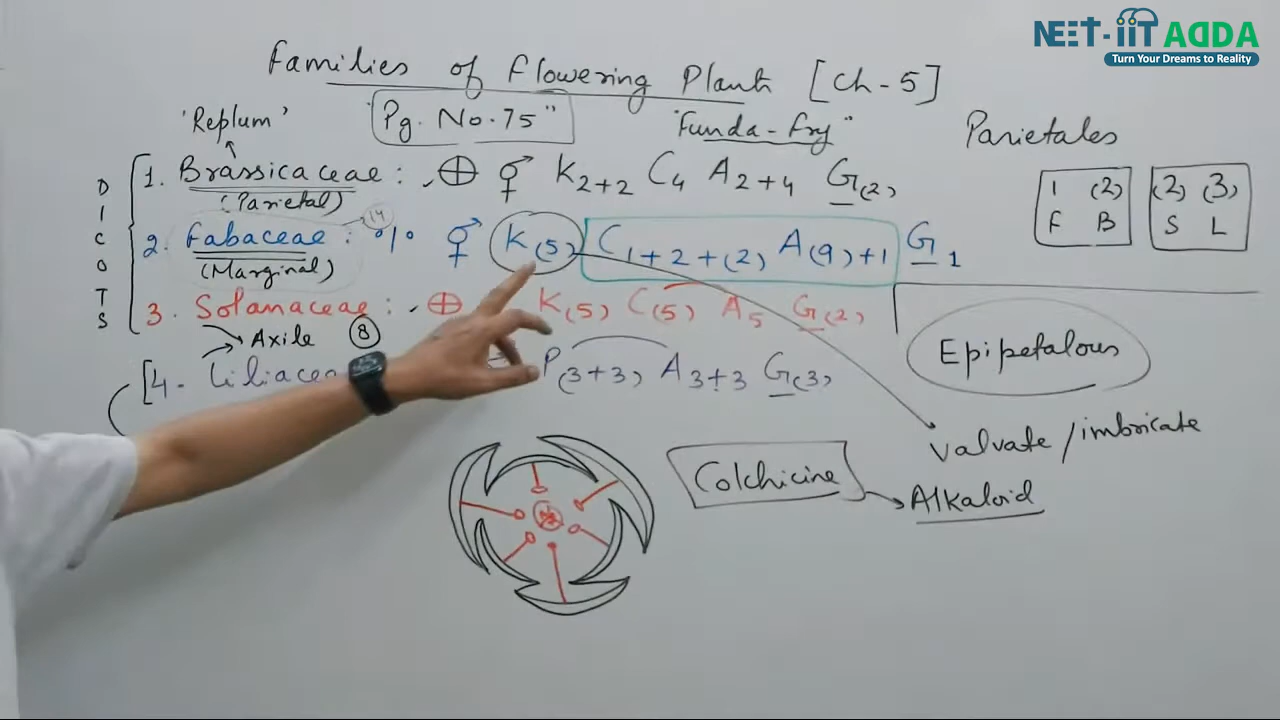 NEET-iIT ADDA
Turn Your Dreams to Reality
Families of Flowering Plants [Ch-5]
"Pg. No. 75"
"Funda-fry"
'Replum'
Parietales
DICOTS
1. Brassicaceae : ⊕ ⚥ K2+2 C4 A2+4 G(2)
(Parietal)
14
2. Fabaceae : % ⚥ K(5) C1+2+(2) A(9)+1 G1
(Marginal)
3. Solanaceae : ⊕ K(5) C(5) A5 G(2)
Axile 8
[4. Liliaceae P(3+3) A3+3 G(3)
1 (2) (2) (3)
F B S L
Epipetalous
Valvate/imbricate
Colchicine
Alkaloid